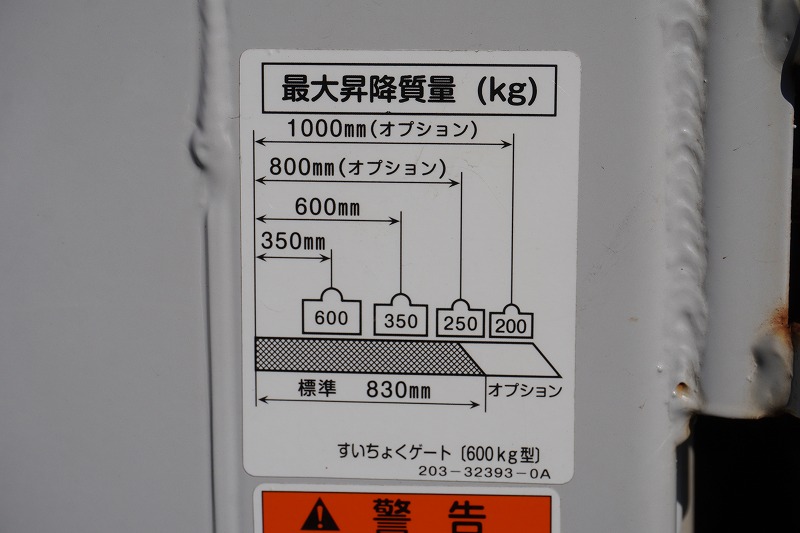 最大昇降質量 (kg)
1000mm(オプション)
800mm(オプション)
600mm
350mm
600 350 250 200
標準 830mm オプション
すいちょくゲート〔600kg型〕
203-32393-0A
警告